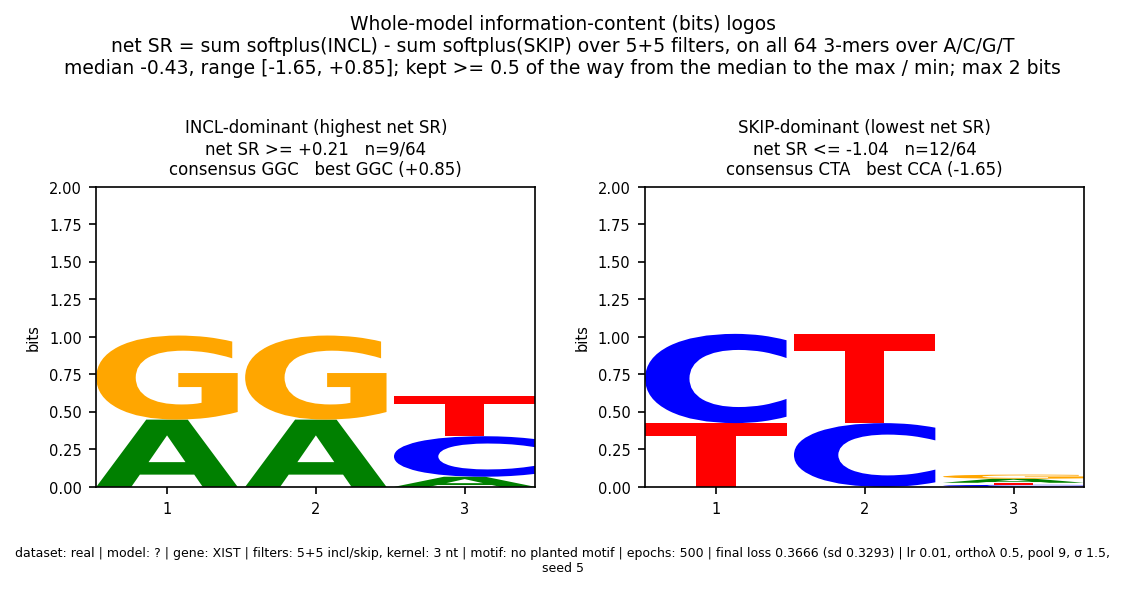 Whole-model information-content (bits) logos
net SR = sum softplus(INCL) - sum softplus(SKIP) over 5+5 filters, on all 64 3-mers over A/C/G/T
median -0.43, range [-1.65, +0.85]; kept >= 0.5 of the way from the median to the max / min; max 2 bits
INCL-dominant (highest net SR)
net SR >= +0.21   n=9/64
consensus GGC   best GGC (+0.85)
2.00
1.75
1.50
1.25
1.00
0.75
0.50
0.25
0.00
bits
G G T
A A C
A
1 2 3
SKIP-dominant (lowest net SR)
net SR <= -1.04   n=12/64
consensus CTA   best CCA (-1.65)
2.00
1.75
1.50
1.25
1.00
0.75
0.50
0.25
0.00
bits
C T
T C A
T
1 2 3
dataset: real | model: ? | gene: XIST | filters: 5+5 incl/skip, kernel: 3 nt | motif: no planted motif | epochs: 500 | final loss 0.3666 (sd 0.3293) | lr 0.01, orthoλ 0.5, pool 9, σ 1.5,
seed 5